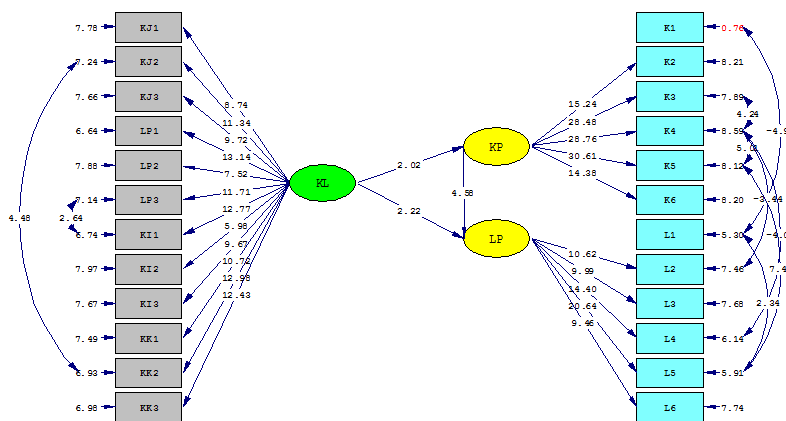 7.78 KJ1
7.24 KJ2
7.66 KJ3
6.64 LP1
7.88 LP2
7.14 LP3
6.74 KI1
7.97 KI2
7.67 KI3
7.49 KK1
6.93 KK2
6.98 KK3
4.48
2.64
8.74
11.34
9.72
13.14
7.52
11.71
12.77
5.98
9.67
10.72
12.98
12.43
KL
2.02
2.22
KP
4.58
LP
15.24
28.48
28.76
30.61
14.38
10.62
9.99
14.40
20.64
9.46
K1 0.76
K2 8.21
K3 7.89
K4 8.59
K5 8.12
K6 8.20
L1 5.30
L2 7.46
L3 7.68
L4 6.14
L5 5.91
L6 7.74
4.24
-3.44
2.34